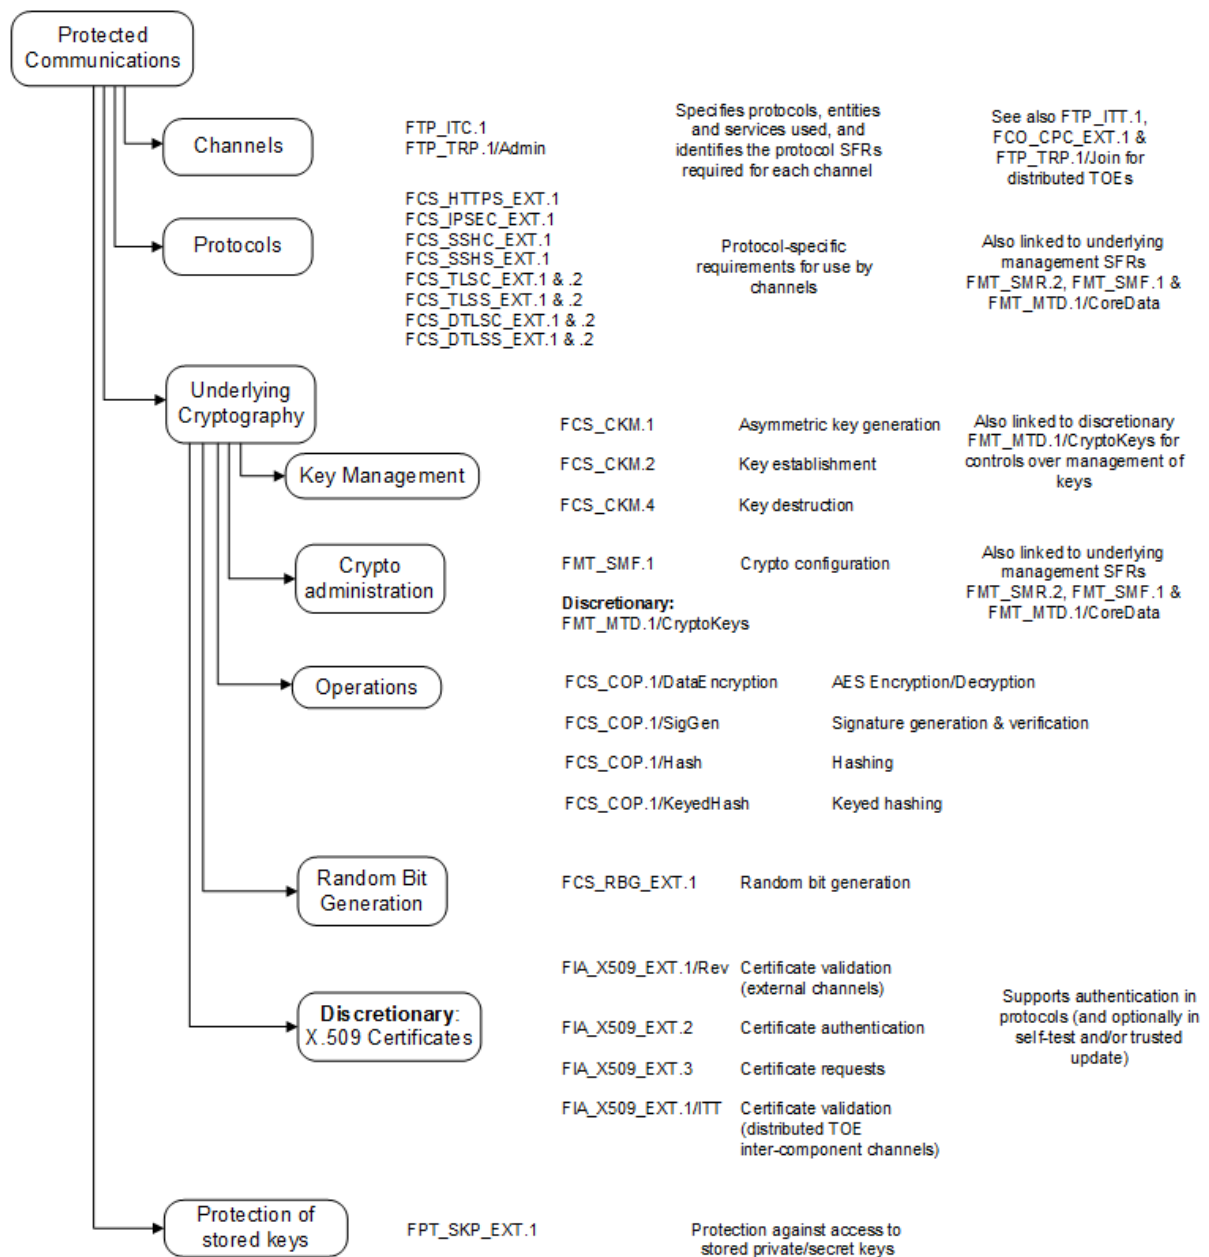 Protected
Communications
Channels
FTP_ITC.1
FTP_TRP.1/Admin
Specifies protocols, entities
and services used, and
identifies the protocol SFRs
required for each channel
See also FTP_ITT.1,
FCO_CPC_EXT.1 &
FTP_TRP.1/Join for
distributed TOEs
Protocols
FCS_HTTPS_EXT.1
FCS_IPSEC_EXT.1
FCS_SSHC_EXT.1
FCS_SSHS_EXT.1
FCS_TLSC_EXT.1 & .2
FCS_TLSS_EXT.1 & .2
FCS_DTLSC_EXT.1 & .2
FCS_DTLSS_EXT.1 & .2
Protocol-specific
requirements for use by
channels
Also linked to underlying
management SFRs
FMT_SMR.2, FMT_SMF.1 &
FMT_MTD.1/CoreData
Underlying
Cryptography
Key Management
FCS_CKM.1 Asymmetric key generation
FCS_CKM.2 Key establishment
FCS_CKM.4 Key destruction
Also linked to discretionary
FMT_MTD.1/CryptoKeys for
controls over management of
keys
Crypto
administration
FMT_SMF.1 Crypto configuration
Discretionary:
FMT_MTD.1/CryptoKeys
Also linked to underlying
management SFRs
FMT_SMR.2, FMT_SMF.1 &
FMT_MTD.1/CoreData
Operations
FCS_COP.1/DataEncryption AES Encryption/Decryption
FCS_COP.1/SigGen Signature generation & verification
FCS_COP.1/Hash Hashing
FCS_COP.1/KeyedHash Keyed hashing
Random Bit
Generation
FCS_RBG_EXT.1 Random bit generation
Discretionary:
X.509 Certificates
FIA_X509_EXT.1/Rev Certificate validation
(external channels)
FIA_X509_EXT.2 Certificate authentication
FIA_X509_EXT.3 Certificate requests
FIA_X509_EXT.1/ITT Certificate validation
(distributed TOE
inter-component channels)
Supports authentication in
protocols (and optionally in
self-test and/or trusted
update)
Protection of
stored keys
FPT_SKP_EXT.1
Protection against access to
stored private/secret keys